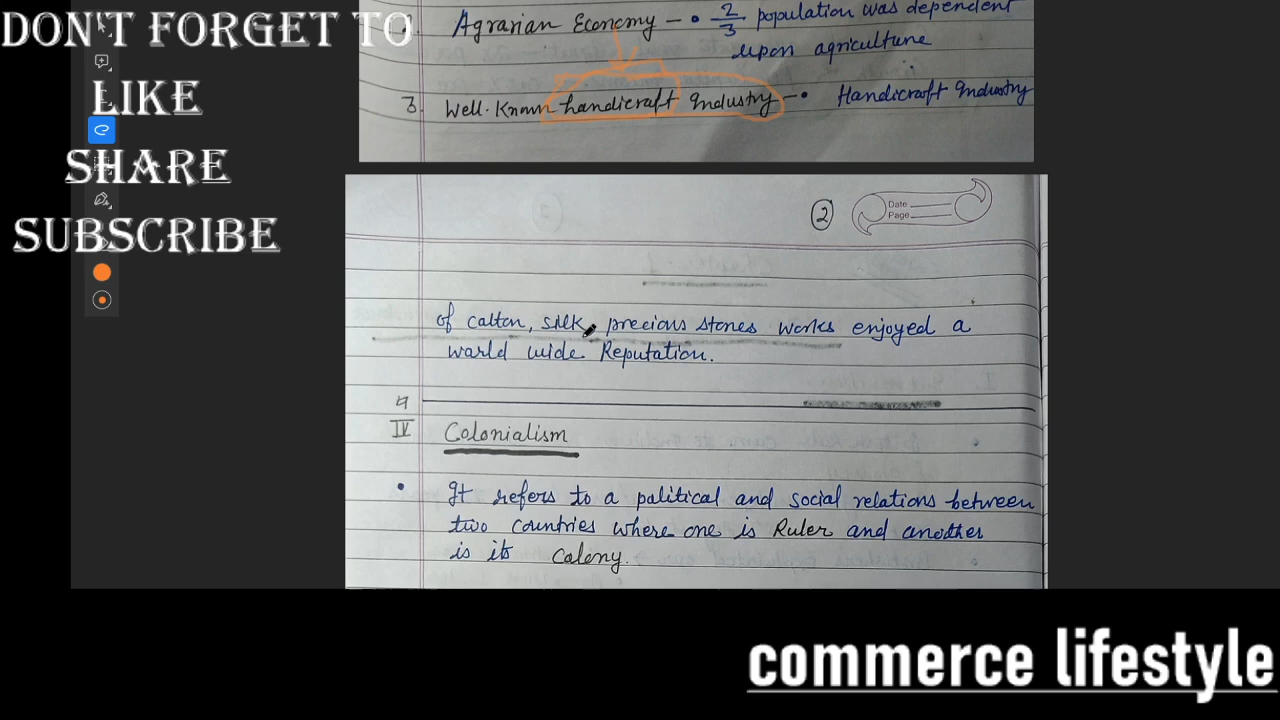 DON'T FORGET TO
LIKE
SHARE
SUBSCRIBE
Agrarian Economy — • 2/3 population was dependent
upon agriculture
3. Well-Known handicraft Industry — • Handicraft Industry
2
Date
Page
of cotton, silk, precious stones works enjoyed a
world wide Reputation.
IV Colonialism
• It refers to a political and social relations between
two countries where one is Ruler and another
is its colony.
commerce lifestyle